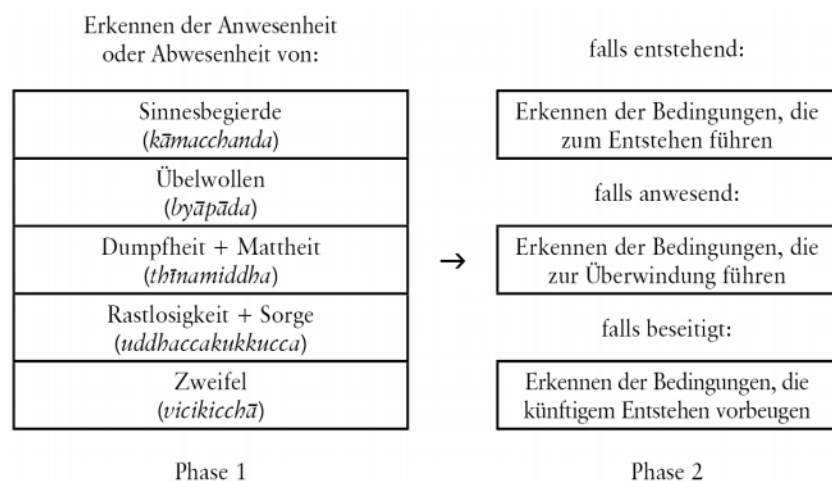 Erkennen der Anwesenheit
oder Abwesenheit von:
Sinnesbegierde
(kāmacchanda)
Übelwollen
(byāpāda)
Dumpfheit + Mattheit
(thīnamiddha)
Rastlosigkeit + Sorge
(uddhaccakukkucca)
Zweifel
(vicikicchā)
Phase 1
→
falls entstehend:
Erkennen der Bedingungen, die
zum Entstehen führen
falls anwesend:
Erkennen der Bedingungen, die
zur Überwindung führen
falls beseitigt:
Erkennen der Bedingungen, die
künftigem Entstehen vorbeugen
Phase 2